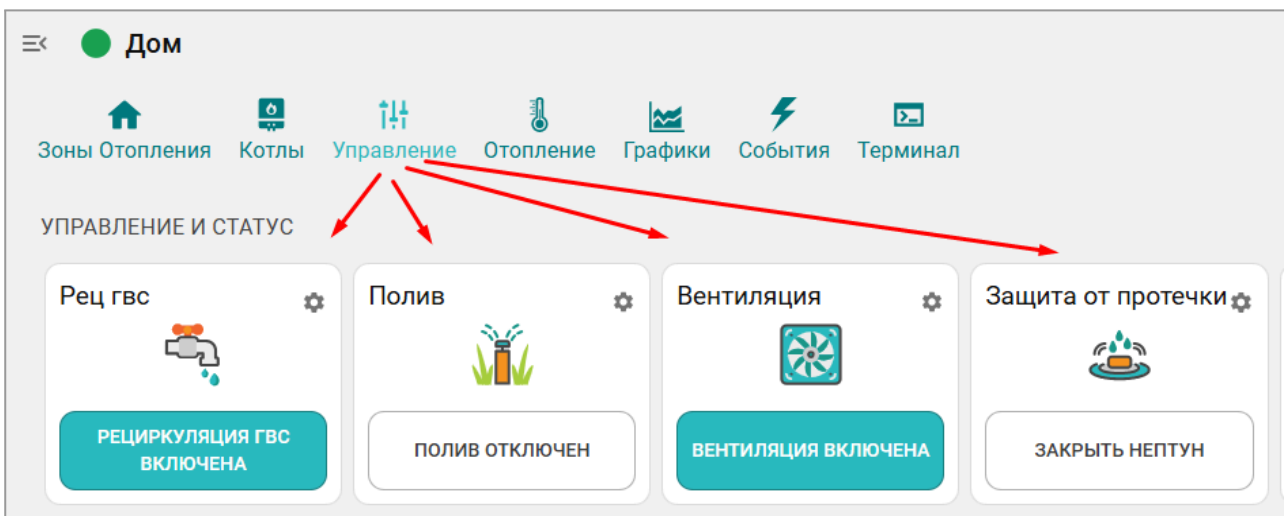 Дом
Зоны Отопления Котлы Управление Отопление Графики События Терминал
УПРАВЛЕНИЕ И СТАТУС
Рец гвс Полив Вентиляция Защита от протечки
РЕЦИРКУЛЯЦИЯ ГВС
ВКЛЮЧЕНА
ПОЛИВ ОТКЛЮЧЕН
ВЕНТИЛЯЦИЯ ВКЛЮЧЕНА
ЗАКРЫТЬ НЕПТУН